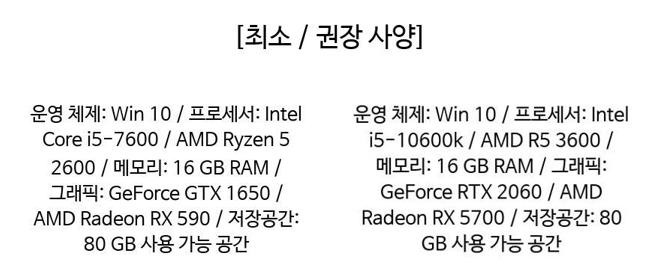 [최소 / 권장 사양]
운영 체제: Win 10 / 프로세서: Intel
Core i5-7600 / AMD Ryzen 5
2600 / 메모리: 16 GB RAM /
그래픽: GeForce GTX 1650 /
AMD Radeon RX 590 / 저장공간:
80 GB 사용 가능 공간
운영 체제: Win 10 / 프로세서: Intel
i5-10600k / AMD R5 3600 /
메모리: 16 GB RAM / 그래픽:
GeForce RTX 2060 / AMD
Radeon RX 5700 / 저장공간: 80
GB 사용 가능 공간